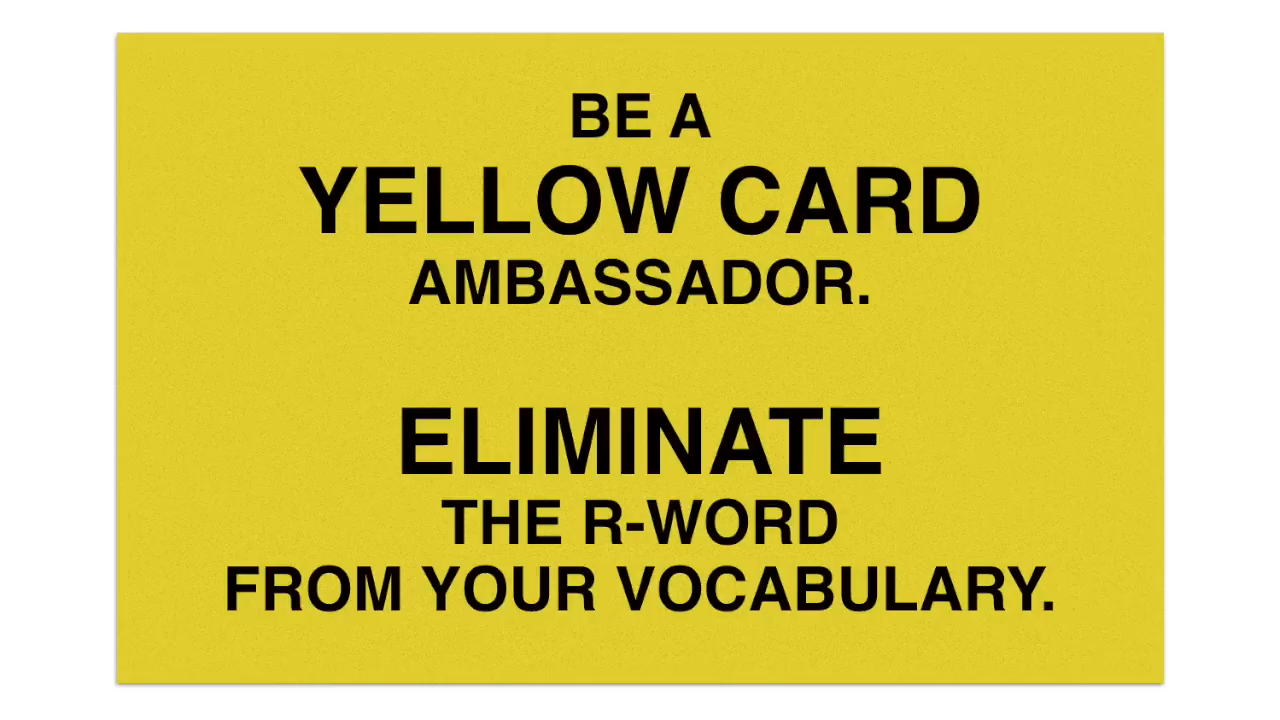 BE A
YELLOW CARD
AMBASSADOR.
ELIMINATE
THE R-WORD
FROM YOUR VOCABULARY.